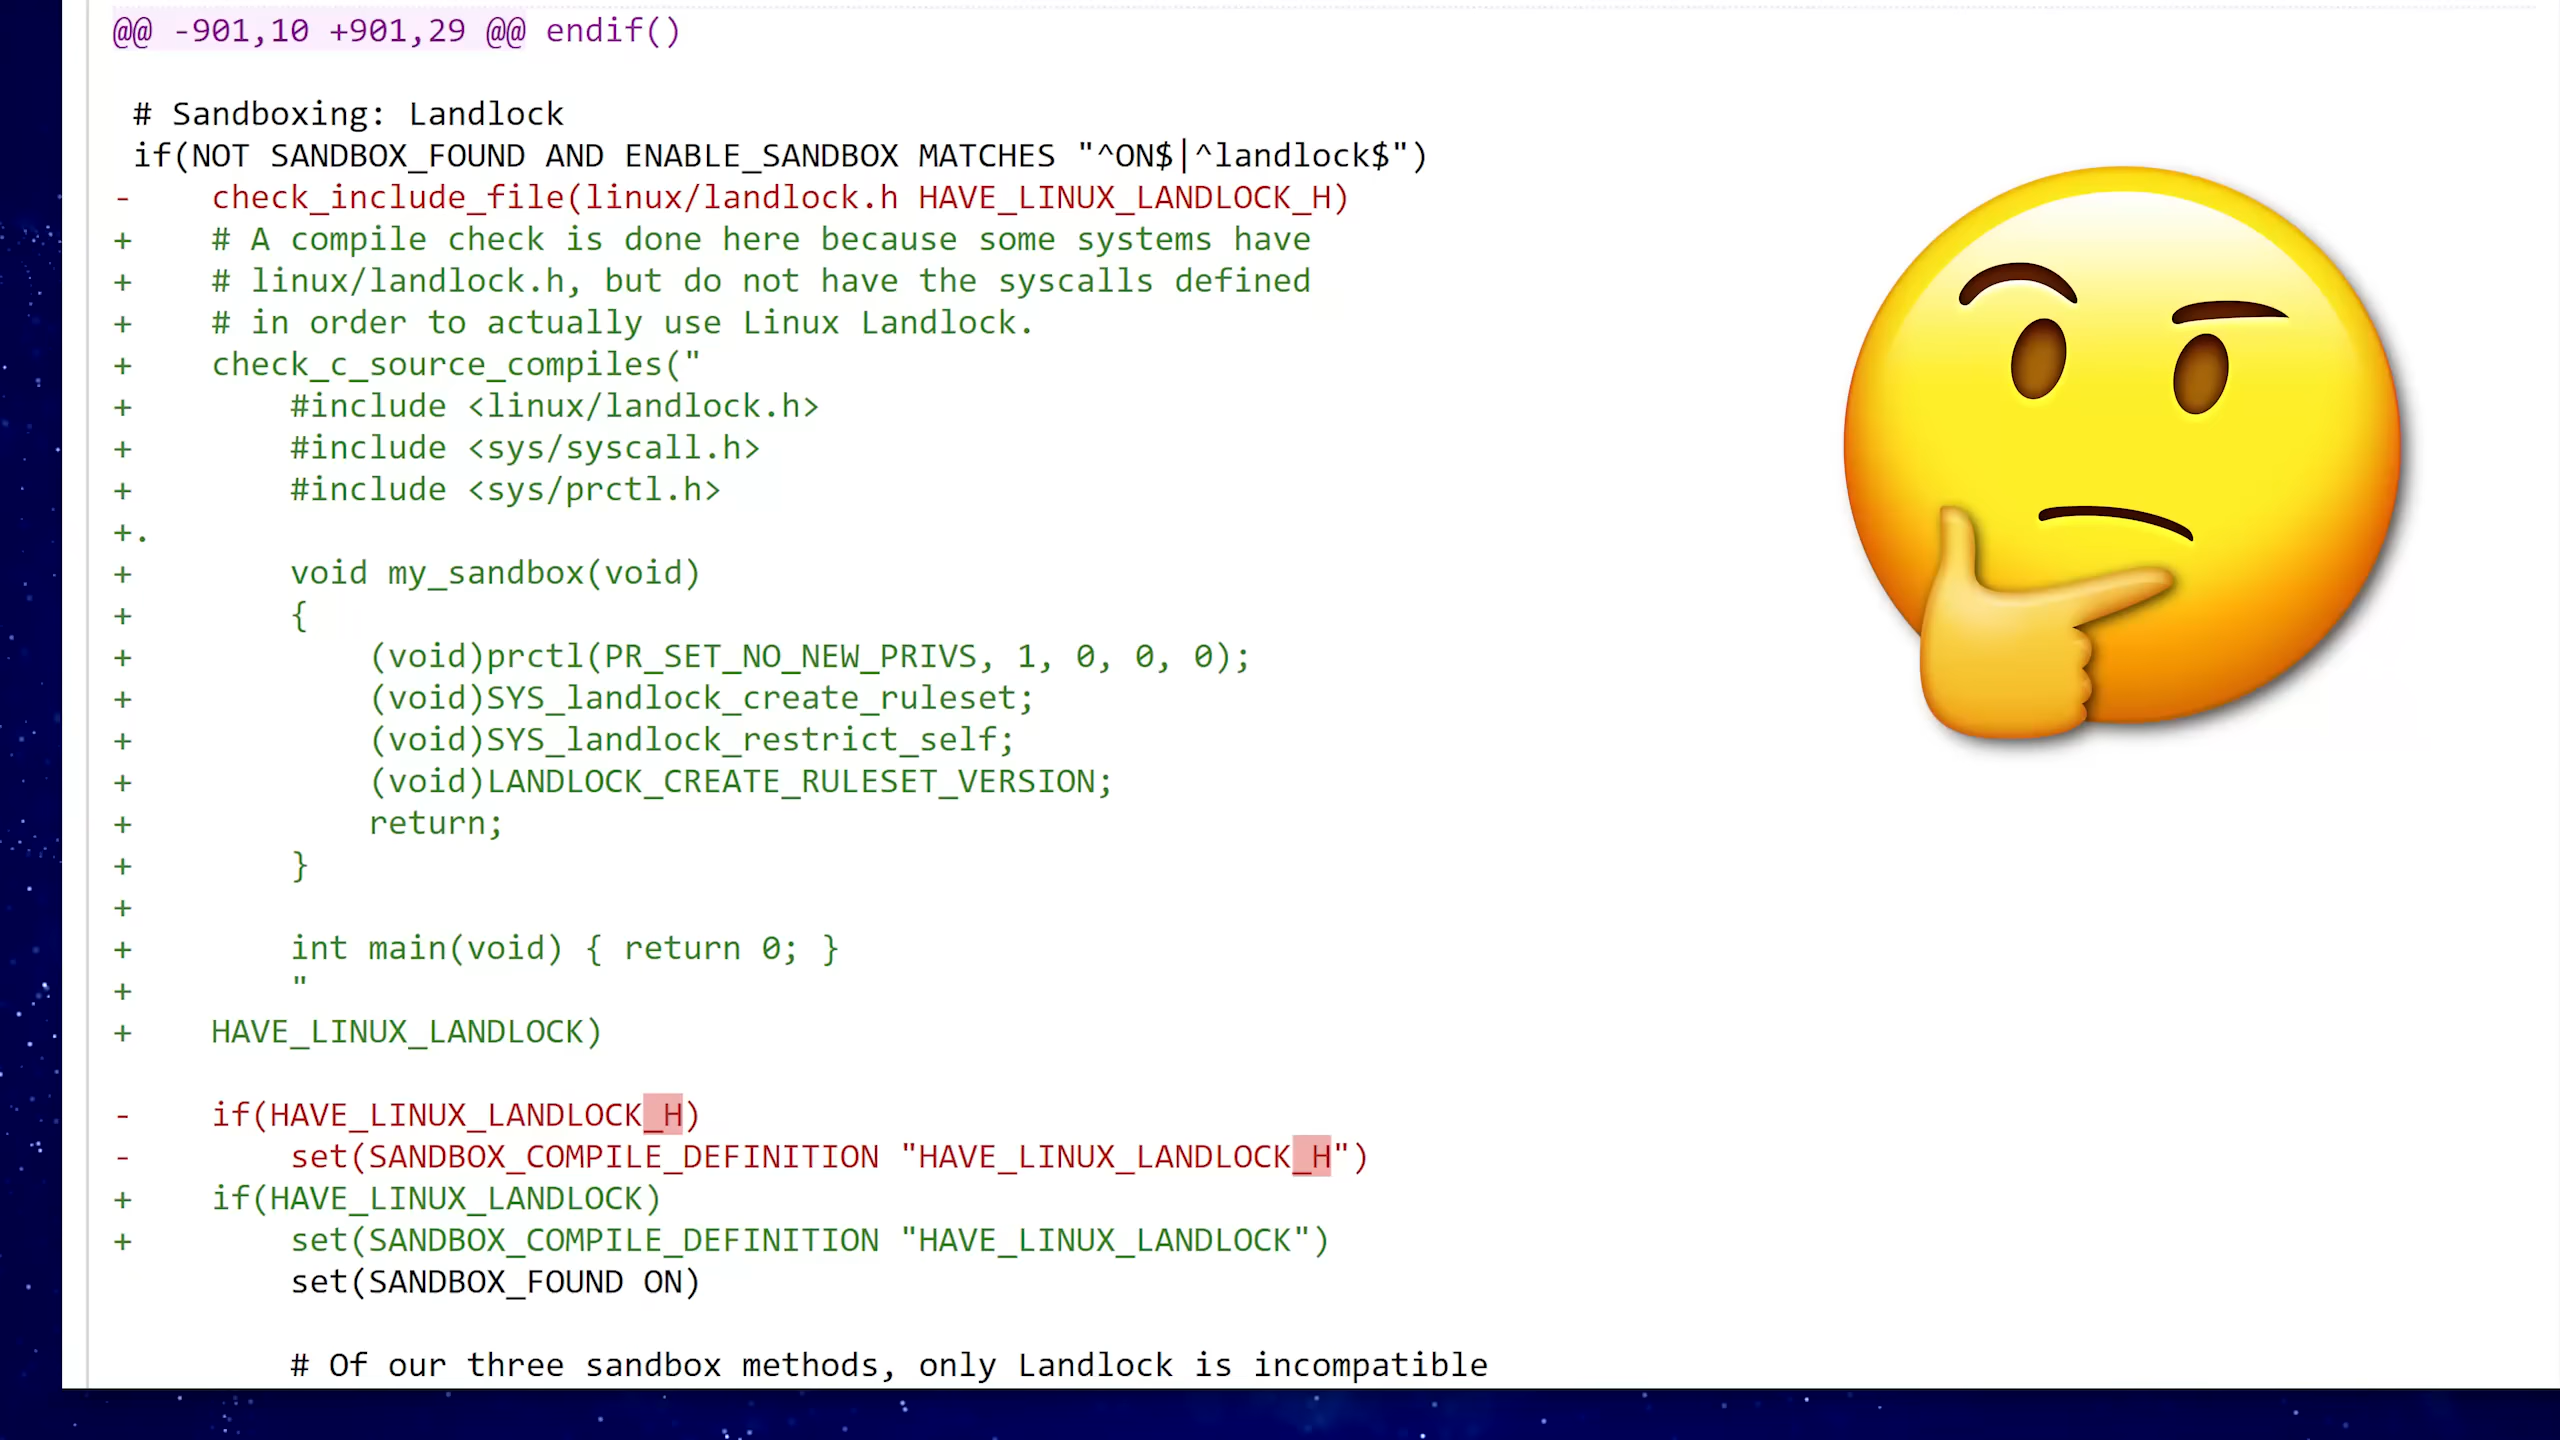 @@ -901,10 +901,29 @@ endif()
# Sandboxing: Landlock
if(NOT SANDBOX_FOUND AND ENABLE_SANDBOX MATCHES "^ON$|^landlock$")
-    check_include_file(linux/landlock.h HAVE_LINUX_LANDLOCK_H)
+    # A compile check is done here because some systems have
+    # linux/landlock.h, but do not have the syscalls defined
+    # in order to actually use Linux Landlock.
+    check_c_source_compiles("
+        #include <linux/landlock.h>
+        #include <sys/syscall.h>
+        #include <sys/prctl.h>
+.
+        void my_sandbox(void)
+        {
+            (void)prctl(PR_SET_NO_NEW_PRIVS, 1, 0, 0, 0);
+            (void)SYS_landlock_create_ruleset;
+            (void)SYS_landlock_restrict_self;
+            (void)LANDLOCK_CREATE_RULESET_VERSION;
+            return;
+        }
+
+        int main(void) { return 0; }
+        "
+    HAVE_LINUX_LANDLOCK)
-    if(HAVE_LINUX_LANDLOCK_H)
-        set(SANDBOX_COMPILE_DEFINITION "HAVE_LINUX_LANDLOCK_H")
+    if(HAVE_LINUX_LANDLOCK)
+        set(SANDBOX_COMPILE_DEFINITION "HAVE_LINUX_LANDLOCK")
        set(SANDBOX_FOUND ON)
        # Of our three sandbox methods, only Landlock is incompatible